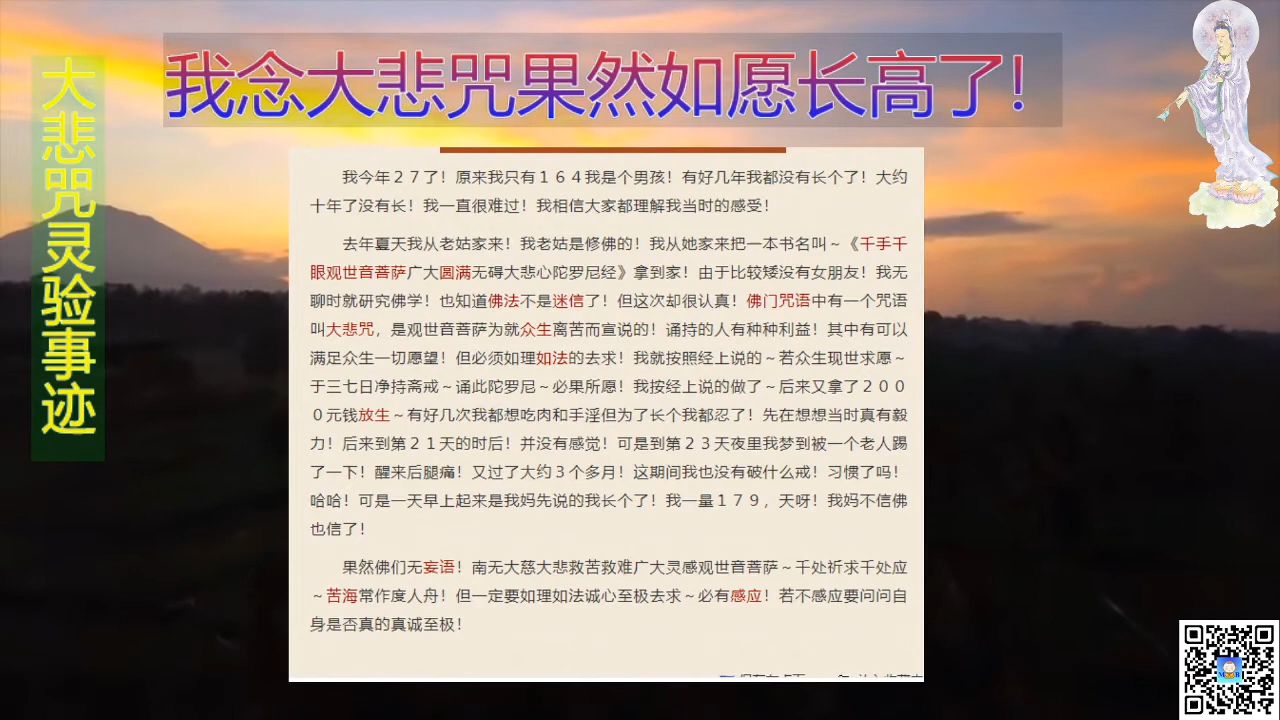 我念大悲咒果然如愿长高了！
大悲咒灵验事迹
我今年２７了！原来我只有１６４我是个男孩！有好几年我都没有长个了！大约
十年了没有长！我一直很难过！我相信大家都理解我当时的感受！
去年夏天我从老姑家来！我老姑是修佛的！我从她家来把一本书名叫～《千手千
眼观世音菩萨广大圆满无碍大悲心陀罗尼经》拿到家！由于比较矮没有女朋友！我无
聊时就研究佛学！也知道佛法不是迷信了！但这次却很认真！佛门咒语中有一个咒语
叫大悲咒，是观世音菩萨为就众生离苦而宣说的！诵持的人有种种利益！其中有可以
满足众生一切愿望！但必须如理如法的去求！我就按照经上说的～若众生现世求愿～
于三七日净持斋戒～诵此陀罗尼～必果所愿！我按经上说的做了～后来又拿了２００
０元钱放生～有好几次我都想吃肉和手淫但为了长个我都忍了！先在想想当时真有毅
力！后来到第２１天的时后！并没有感觉！可是到第２３天夜里我梦到被一个老人踢
了一下！醒来后腿痛！又过了大约３个多月！这期间我也没有破什么戒！习惯了吗！
哈哈！可是一天早上起来是我妈先说的我长个了！我一量１７９，天呀！我妈不信佛
也信了！
果然佛们无妄语！南无大慈大悲救苦救难广大灵感观世音菩萨～千处祈求千处应
～苦海常作度人舟！但一定要如理如法诚心至极去求～必有感应！若不感应要问问自
身是否真的真诚至极！